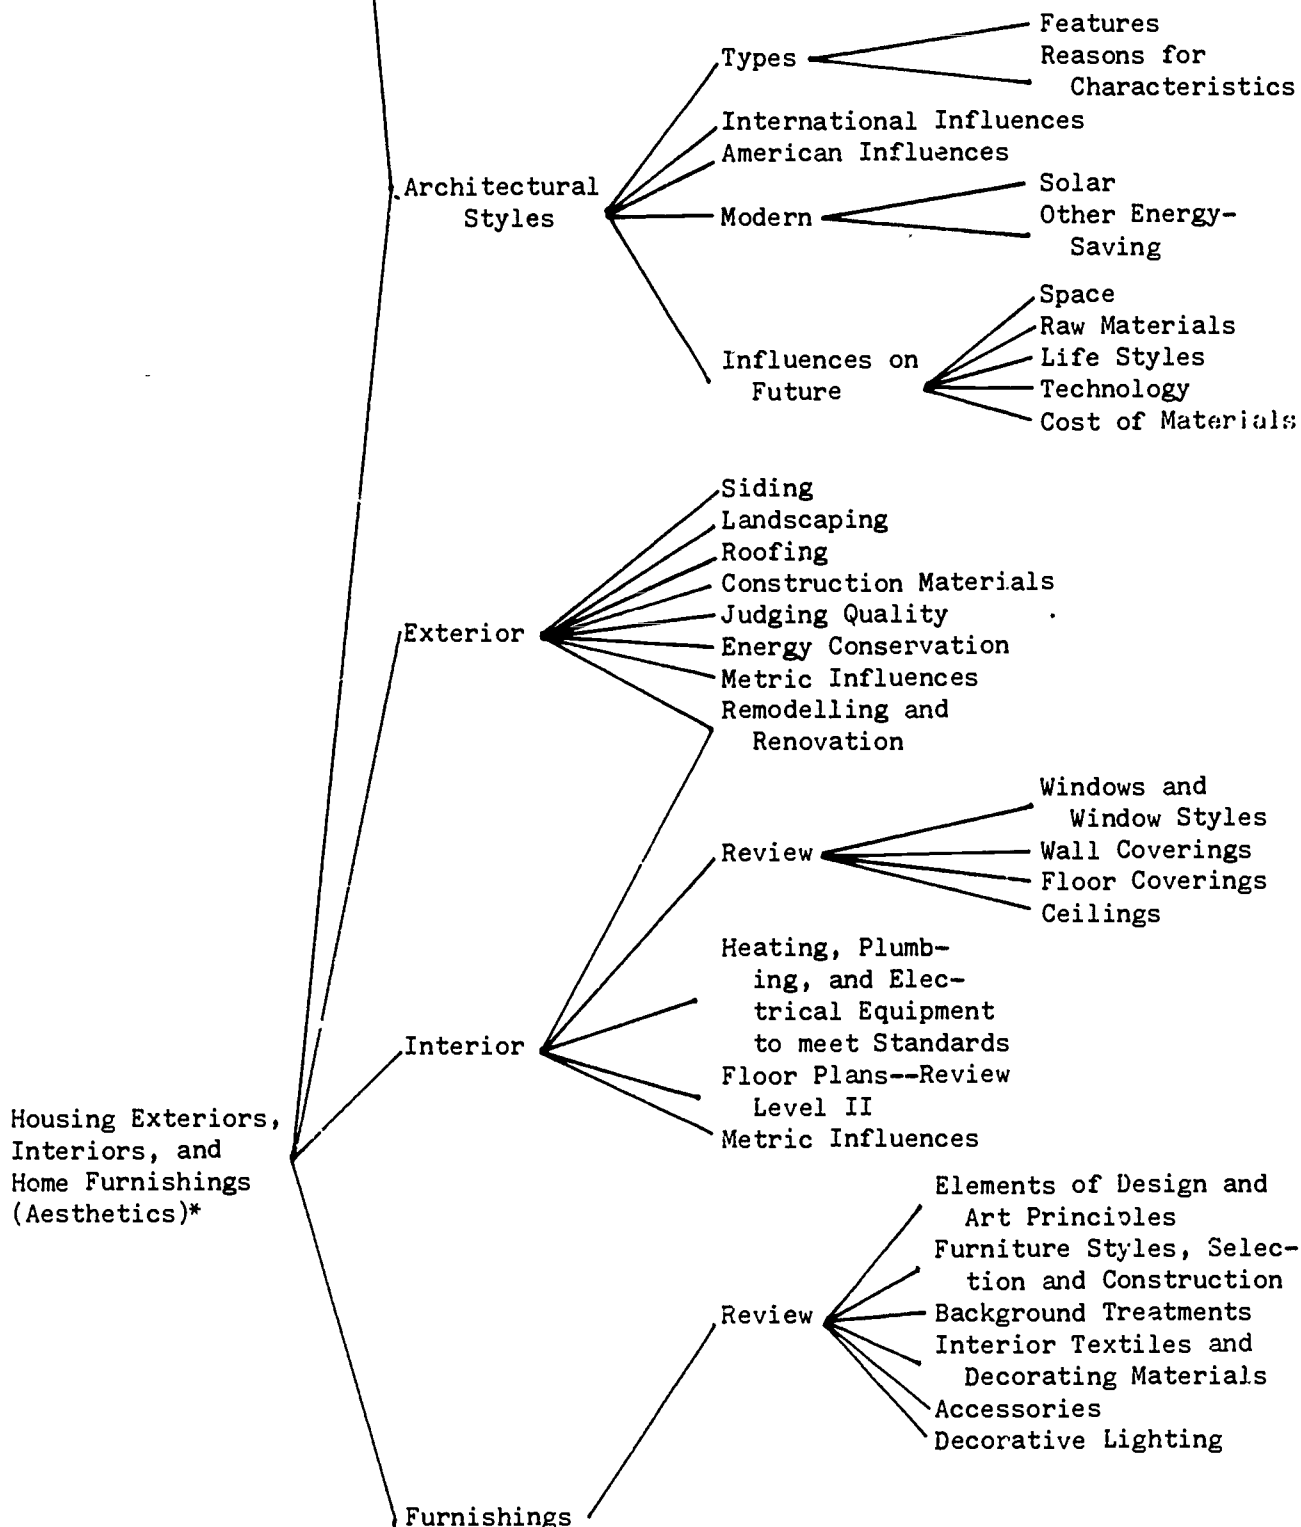 Features
Types
Reasons for
Characteristics
International Influences
American Influences
Architectural
Styles
Solar
Modern
Other Energy-
Saving
Space
Raw Materials
Influences on
Future
Life Styles
Technology
Cost of Materials
Siding
Landscaping
Roofing
Construction Materials
Judging Quality
Exterior
Energy Conservation
Metric Influences
Remodelling and
Renovation
Windows and
Window Styles
Review
Wall Coverings
Floor Coverings
Ceilings
Heating, Plumb-
ing, and Elec-
trical Equipment
to meet Standards
Interior
Floor Plans--Review
Level II
Metric Influences
Housing Exteriors,
Interiors, and
Home Furnishings
(Aesthetics)*
Elements of Design and
Art Principles
Furniture Styles, Selec-
tion and Construction
Review
Background Treatments
Interior Textiles and
Decorating Materials
Accessories
Decorative Lighting
Furnishings